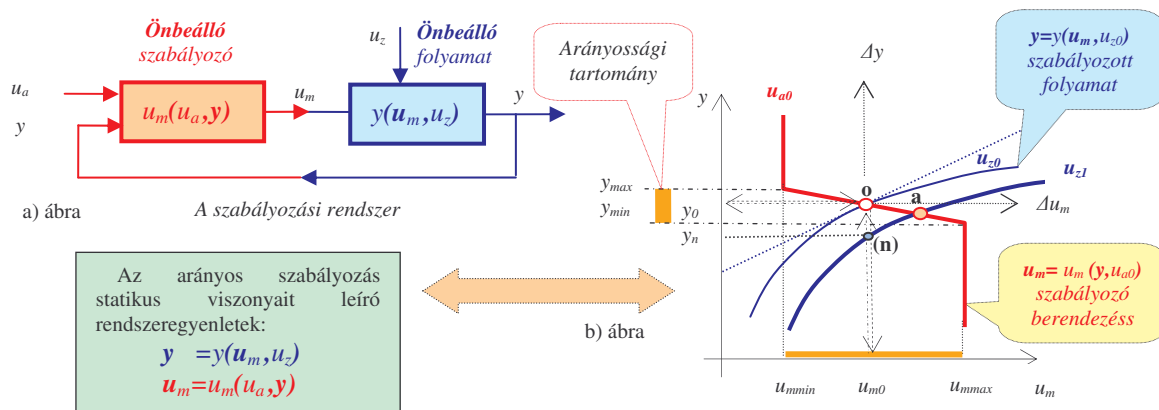 Önbeálló
szabályozó
u_z
Önbeálló
folyamat
u_a
y
u_m(u_a,y)
u_m
y(u_m,u_z)
y
a) ábra
A szabályozási rendszer
Az arányos szabályozás
statikus viszonyait leíró
rendszeregyenletek:
y =y(u_m,u_z)
u_m=u_m(u_a,y)
Arányossági
tartomány
y_max
y_min
y_0
y_n
b) ábra
y
u_a0
Δy
y=y(u_m,u_z0)
szabályozott
folyamat
u_z0
u_z1
o
a
Δu_m
(n)
u_m= u_m (y,u_a0)
szabályozó
berendezéss
u_mmin
u_m0
u_mmax
u_m